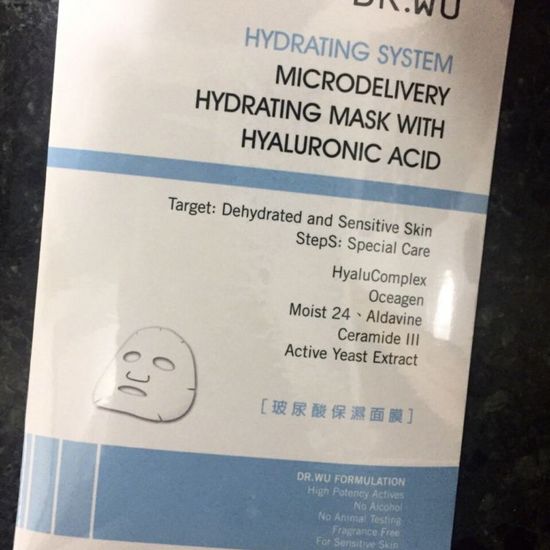 DR.WU
HYDRATING SYSTEM
MICRODELIVERY
HYDRATING MASK WITH
HYALURONIC ACID
Target: Dehydrated and Sensitive Skin
StepS: Special Care
HyaluComplex
Oceagen
Moist 24、Aldavine
Ceramide III
Active Yeast Extract
[玻尿酸保濕面膜]
DR.WU FORMULATION
High Potency Actives
No Alcohol
No Animal Testing
Fragrance Free
For Sensitive Skin